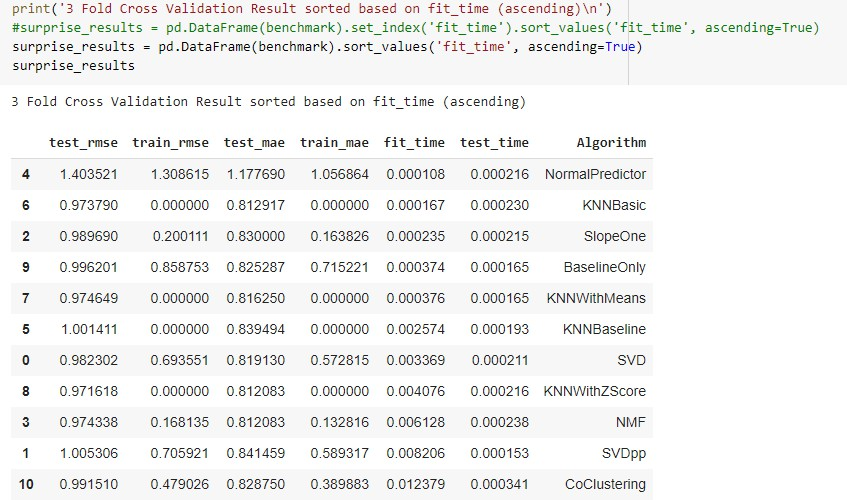 print('3 Fold Cross Validation Result sorted based on fit_time (ascending)\n')
#surprise_results = pd.DataFrame(benchmark).set_index('fit_time').sort_values('fit_time', ascending=True)
surprise_results = pd.DataFrame(benchmark).sort_values('fit_time', ascending=True)
surprise_results
3 Fold Cross Validation Result sorted based on fit_time (ascending)
test_rmse train_rmse test_mae train_mae fit_time test_time Algorithm
4 1.403521 1.308615 1.177690 1.056864 0.000108 0.000216 NormalPredictor
6 0.973790 0.000000 0.812917 0.000000 0.000167 0.000230 KNNBasic
2 0.989690 0.200111 0.830000 0.163826 0.000235 0.000215 SlopeOne
9 0.996201 0.858753 0.825287 0.715221 0.000374 0.000165 BaselineOnly
7 0.974649 0.000000 0.816250 0.000000 0.000376 0.000165 KNNWithMeans
5 1.001411 0.000000 0.839494 0.000000 0.002574 0.000193 KNNBaseline
0 0.982302 0.693551 0.819130 0.572815 0.003369 0.000211 SVD
8 0.971618 0.000000 0.812083 0.000000 0.004076 0.000216 KNNWithZScore
3 0.974338 0.168135 0.812083 0.132816 0.006128 0.000238 NMF
1 1.005306 0.705921 0.841459 0.589317 0.008206 0.000153 SVDpp
10 0.991510 0.479026 0.828750 0.389883 0.012379 0.000341 CoClustering